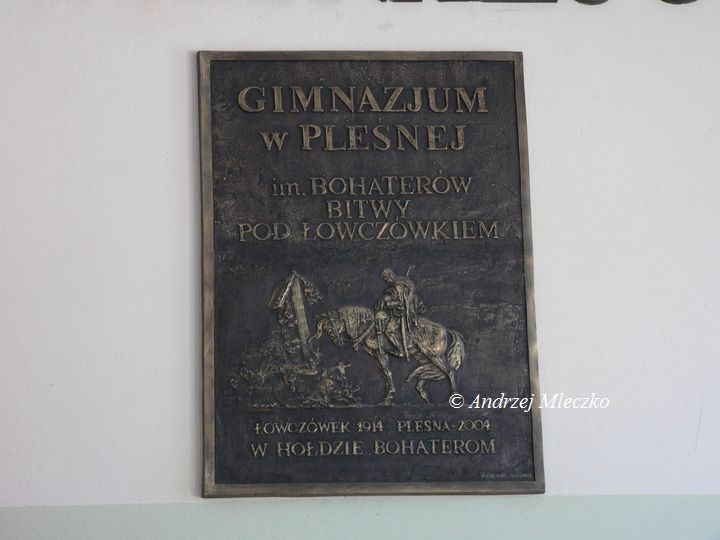 GIMNAZJUM
w PLEŚNEJ
im. BOHATERÓW
BITWY
POD ŁOWCZÓWKIEM
© Andrzej Mleczko
ŁOWCZÓWEK 1914 PLEŚNA-2004
W HOŁDZIE BOHATEROM